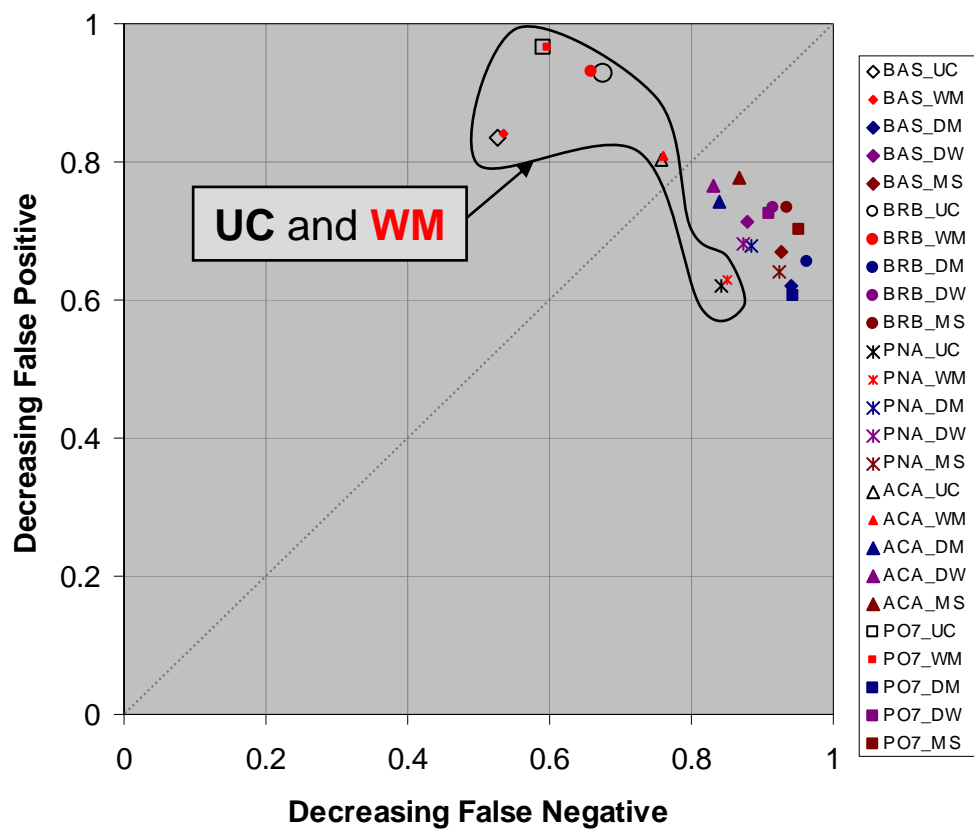 1
0.8
0.6
0.4
0.2
0
0
0.2
0.4
0.6
0.8
1
Decreasing False Positive
Decreasing False Negative
UC and WM
BAS_UC
BAS_WM
BAS_DM
BAS_DW
BAS_MS
BRB_UC
BRB_WM
BRB_DM
BRB_DW
BRB_MS
PNA_UC
PNA_WM
PNA_DM
PNA_DW
PNA_MS
ACA_UC
ACA_WM
ACA_DM
ACA_DW
ACA_MS
PO7_UC
PO7_WM
PO7_DM
PO7_DW
PO7_MS